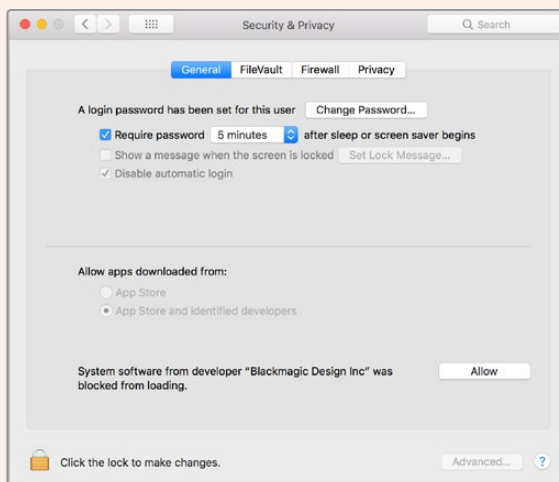 Security & Privacy
Search
General FileVault Firewall Privacy
A login password has been set for this user Change Password...
Require password 5 minutes after sleep or screen saver begins
Show a message when the screen is locked Set Lock Message...
Disable automatic login
Allow apps downloaded from:
App Store
App Store and identified developers
System software from developer “Blackmagic Design Inc” was Allow
blocked from loading.
Click the lock to make changes. Advanced... ?